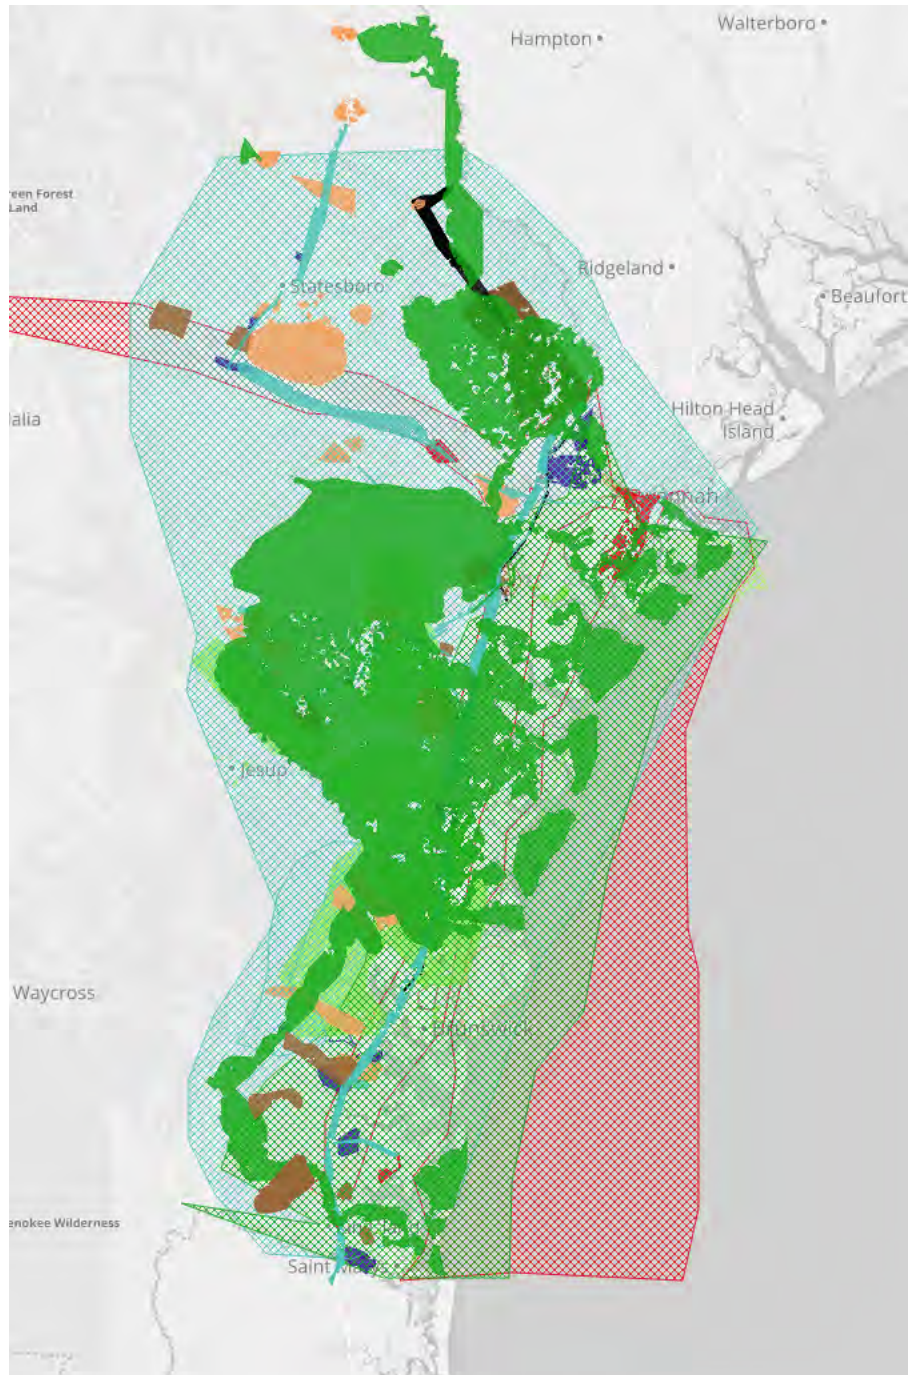 Walterboro
Hampton
reen Forest
Land
Ridgeland
Statesboro
Beaufort
Hilton Head
Island
alia
Jesup
Waycross
Brunswick
enokee Wilderness
Saint Marys